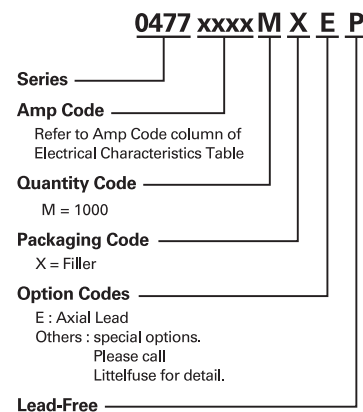 0477 xxxx M X E P
Series
Amp Code
Refer to Amp Code column of
Electrical Characteristics Table
Quantity Code
M = 1000
Packaging Code
X = Filler
Option Codes
E : Axial Lead
Others : special options.
Please call
Littelfuse for detail.
Lead-Free